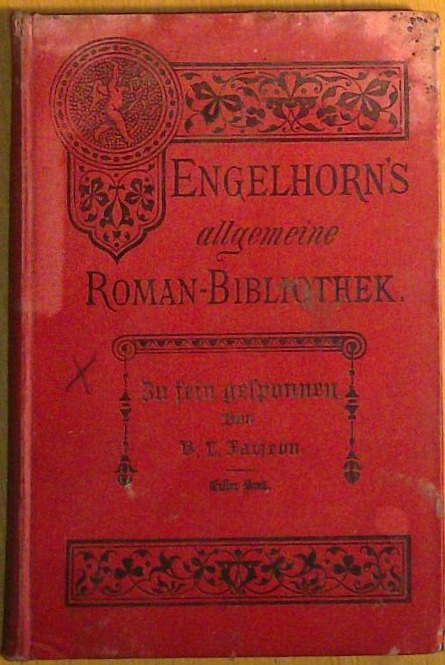 ENGELHORN'S
allgemeine
ROMAN-BIBLIOTHEK.
Zu fein gesponnen
Von
B. L. Farjeon
Erster Band.